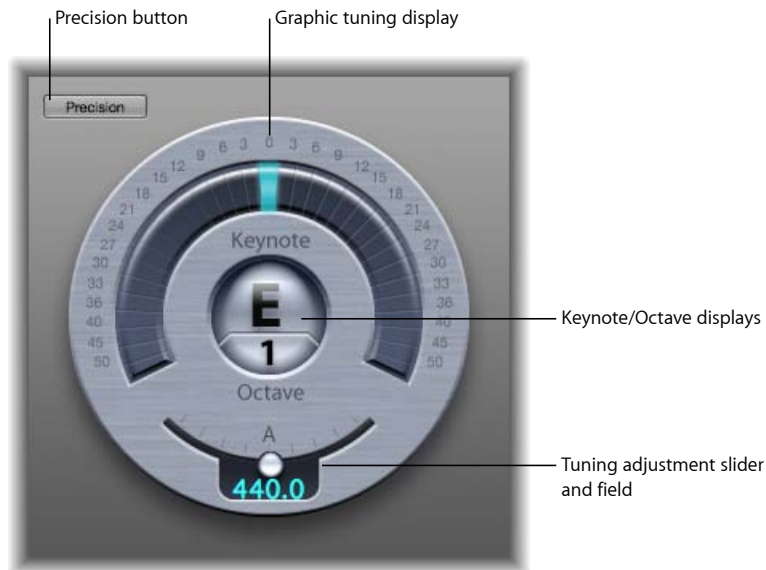 Precision button
Graphic tuning display
Precision
50 45 40 36 33 30 27 24 21 18 15 12 9 6 3 0 3 6 9 12 15 18 21 24 27 30 33 36 40 45 50
Keynote
E
1
Octave
Keynote/Octave displays
A
440.0
Tuning adjustment slider
and field